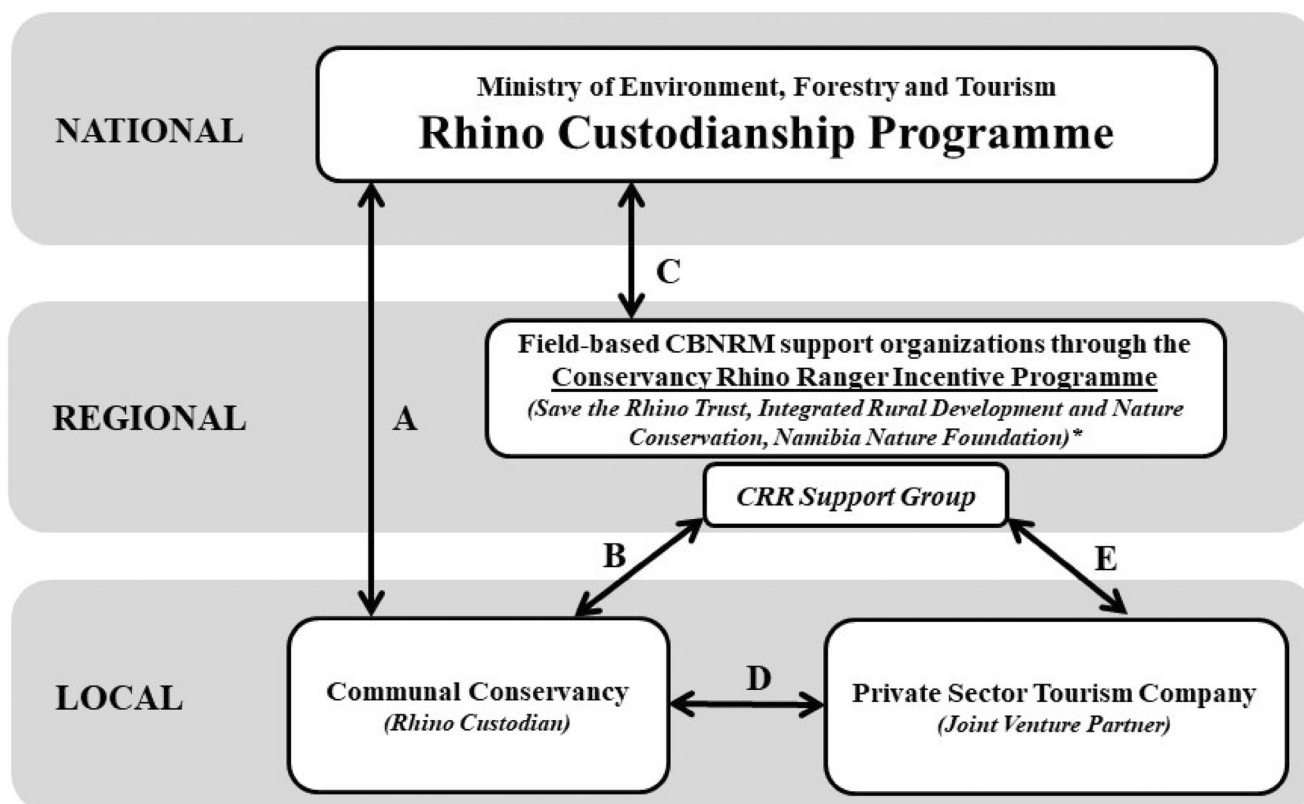 NATIONAL
Ministry of Environment, Forestry and Tourism
Rhino Custodianship Programme
C
REGIONAL
A
Field-based CBNRM support organizations through the
Conservancy Rhino Ranger Incentive Programme
(Save the Rhino Trust, Integrated Rural Development and Nature
Conservation, Namibia Nature Foundation)*
CRR Support Group
B
E
LOCAL
Communal Conservancy
(Rhino Custodian)
D
Private Sector Tourism Company
(Joint Venture Partner)